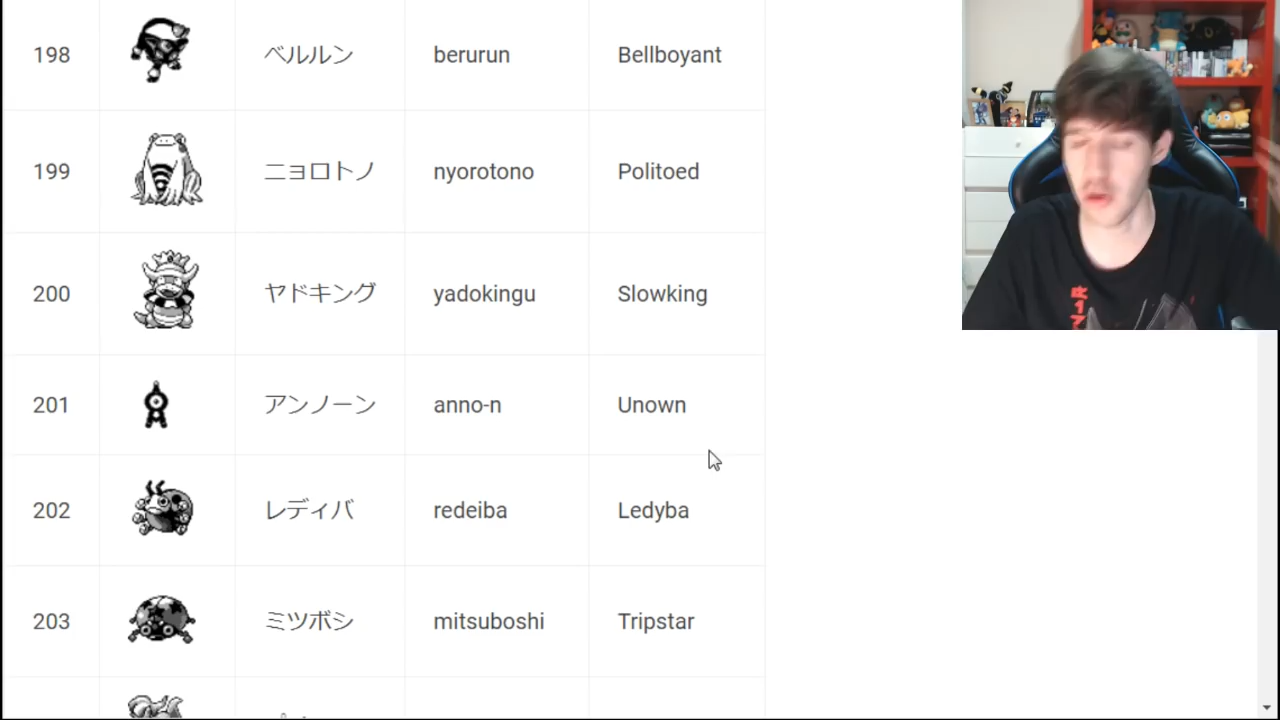 198 ベルルン berurun Bellboyant
199 ニョロトノ nyorotono Politoed
200 ヤドキング yadokingu Slowking
201 アンノーン anno-n Unown
202 レディバ redeiba Ledyba
203 ミツボシ mitsuboshi Tripstar